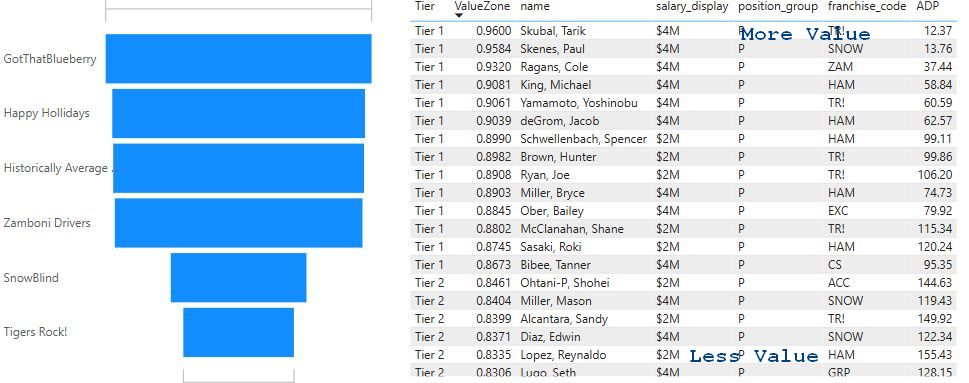 GotThatBlueberry
Happy Hollidays
Historically Average .
Zamboni Drivers
SnowBlind
Tigers Rock!
Tier ValueZone name salary_display position_group franchise_code ADP
Tier 1 0.9600 Skubal, Tarik $4M P TR! 12.37
More Value
Tier 1 0.9584 Skenes, Paul $4M P SNOW 13.76
Tier 1 0.9320 Ragans, Cole $4M P ZAM 37.44
Tier 1 0.9081 King, Michael $4M P HAM 58.84
Tier 1 0.9061 Yamamoto, Yoshinobu $4M P TR! 60.59
Tier 1 0.9039 deGrom, Jacob $4M P HAM 62.57
Tier 1 0.8990 Schwellenbach, Spencer $2M P HAM 99.11
Tier 1 0.8982 Brown, Hunter $2M P TR! 99.86
Tier 1 0.8908 Ryan, Joe $2M P TR! 106.20
Tier 1 0.8903 Miller, Bryce $4M P HAM 74.73
Tier 1 0.8845 Ober, Bailey $4M P EXC 79.92
Tier 1 0.8802 McClanahan, Shane $2M P TR! 115.34
Tier 1 0.8745 Sasaki, Roki $2M P HAM 120.24
Tier 1 0.8673 Bibee, Tanner $4M P CS 95.35
Tier 2 0.8461 Ohtani-P, Shohei $2M P ACC 144.63
Tier 2 0.8404 Miller, Mason $4M P SNOW 119.43
Tier 2 0.8399 Alcantara, Sandy $2M P TR! 149.92
Tier 2 0.8371 Diaz, Edwin $4M P SNOW 122.34
Tier 2 0.8335 Lopez, Reynaldo $2M P HAM 155.43
Less Value
Tier 2 0.8306 Lugo, Seth $4M P GRP 128.15